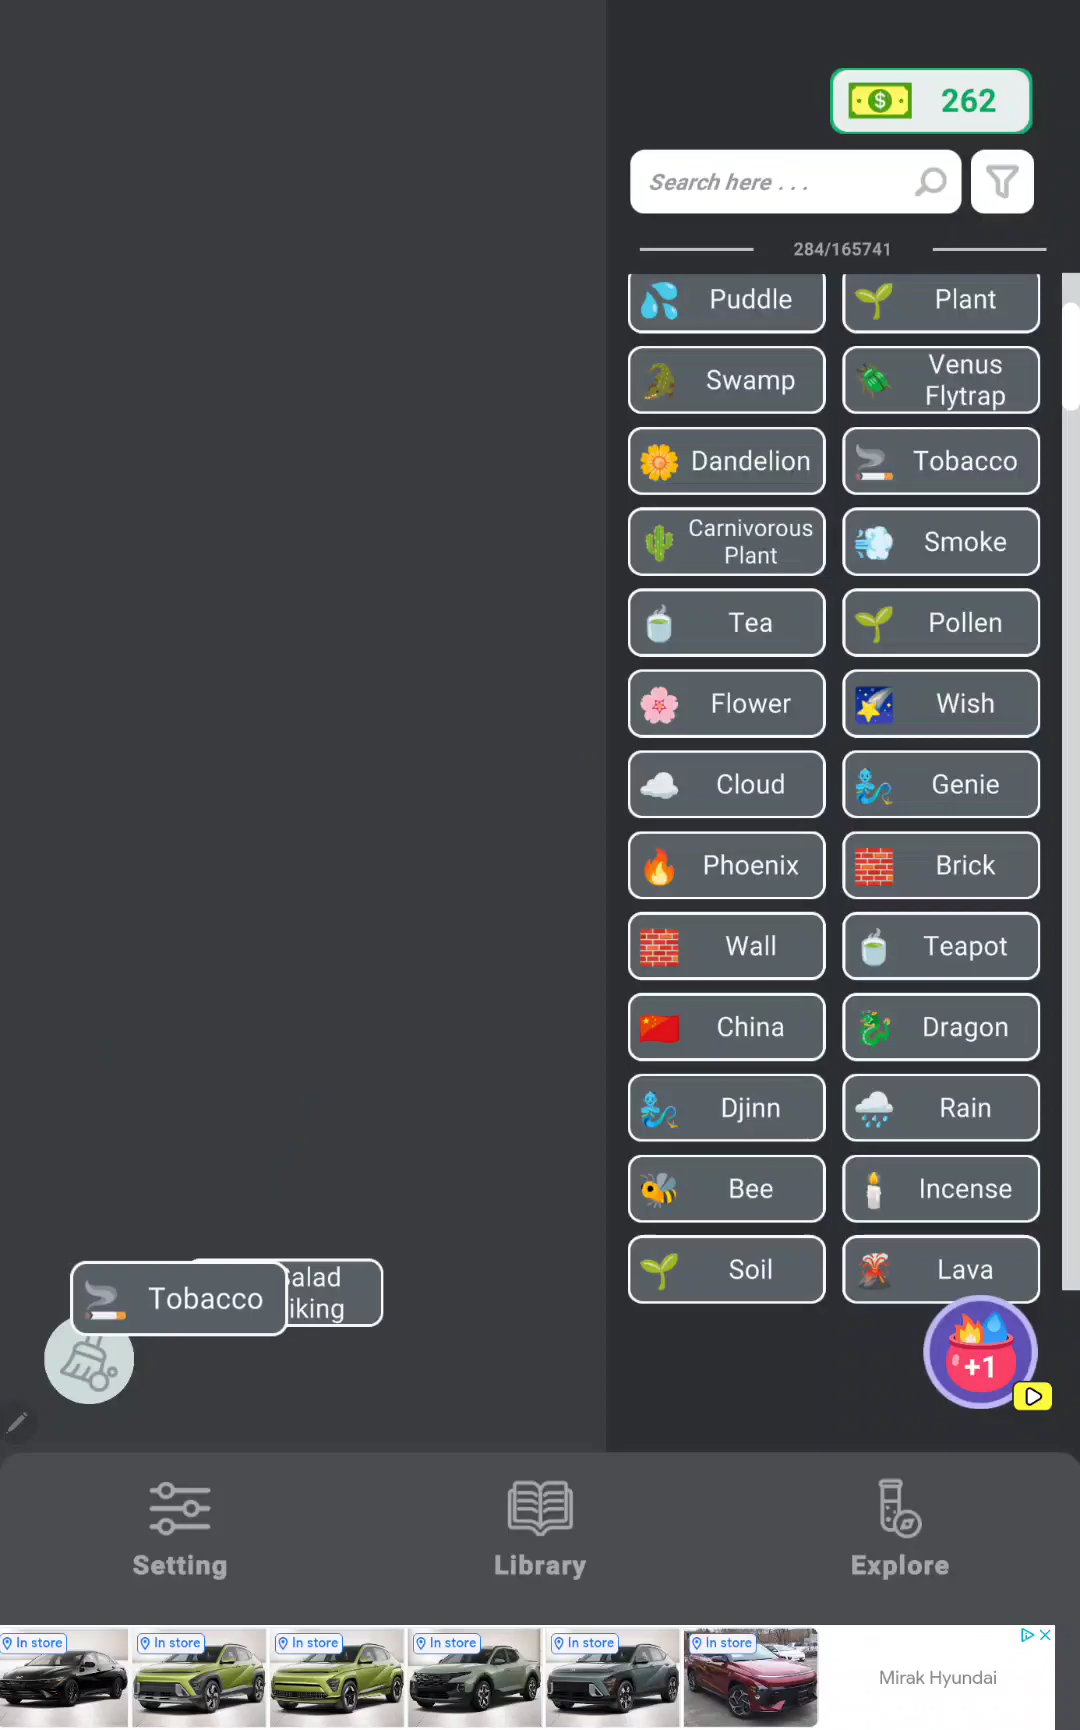 262
Search here . . .
284/165741
Puddle
Plant
Swamp
Venus
Flytrap
Dandelion
Tobacco
Carnivorous
Plant
Smoke
Tea
Pollen
Flower
Wish
Cloud
Genie
Phoenix
Brick
Wall
Teapot
China
Dragon
Djinn
Rain
Bee
Incense
Soil
Lava
Tobacco
+1
Setting
Library
Explore
In store
In store
In store
In store
In store
In store
Mirak Hyundai